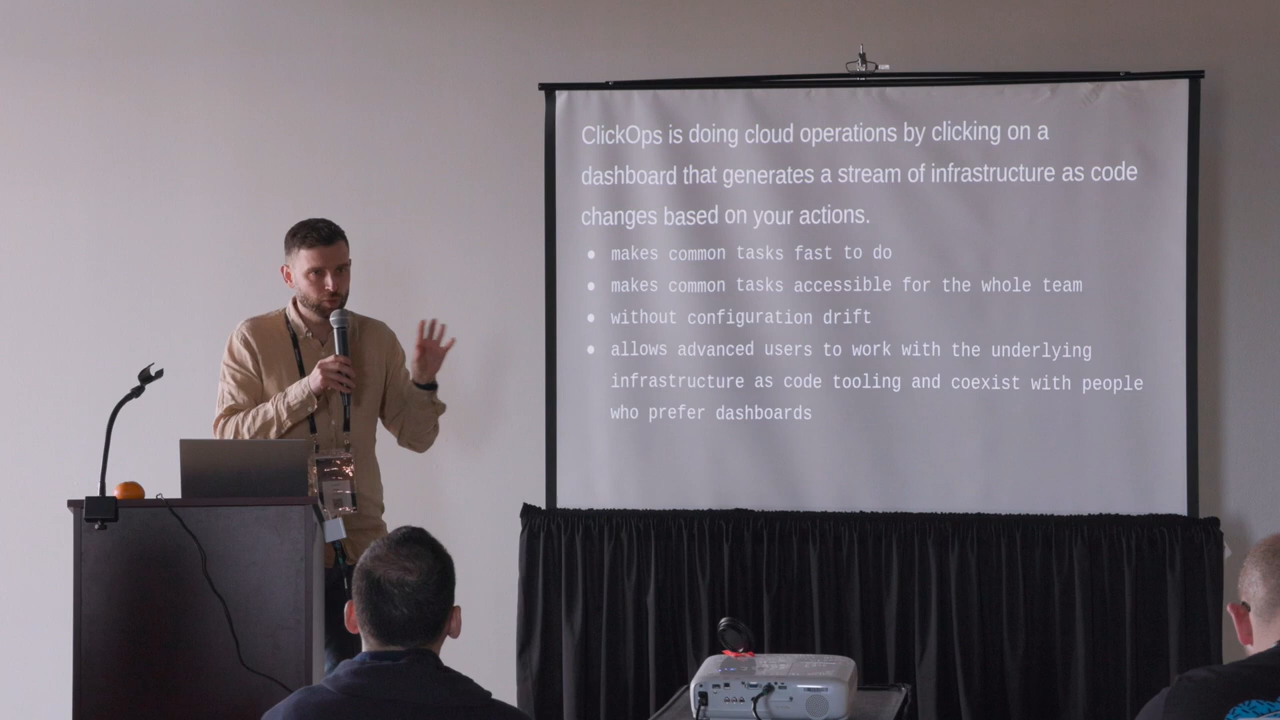 ClickOps is doing cloud operations by clicking on a
dashboard that generates a stream of infrastructure as code
changes based on your actions.
• makes common tasks fast to do
• makes common tasks accessible for the whole team
• without configuration drift
• allows advanced users to work with the underlying
infrastructure as code tooling and coexist with people
who prefer dashboards